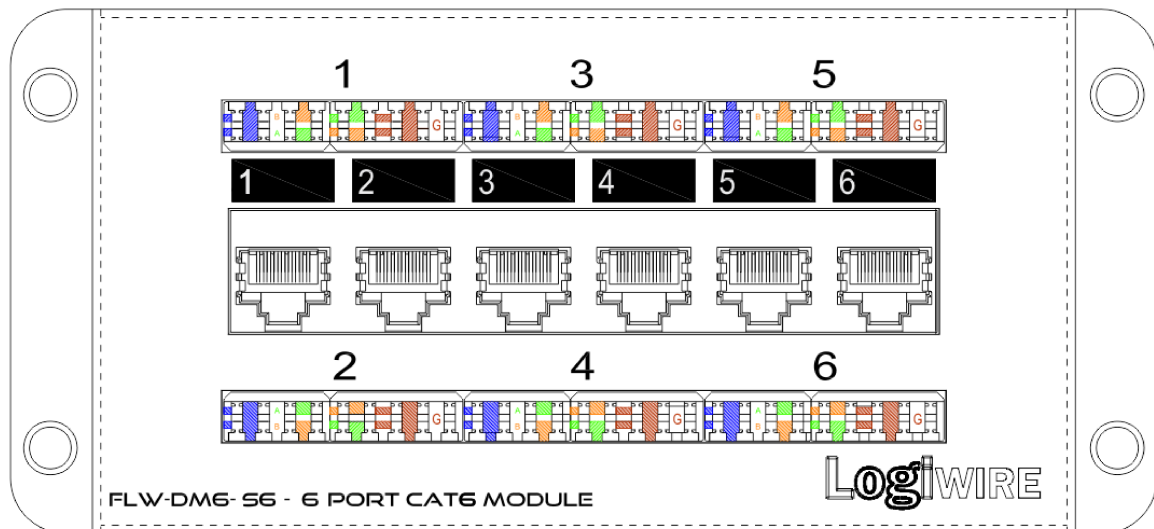 1 3 5
B B B
A G A G A G
1 2 3 4 5 6
2 4 6
A A A
B G B G B G
FLW-DM6-S6 - 6 PORT CAT6 MODULE
LogiWIRE